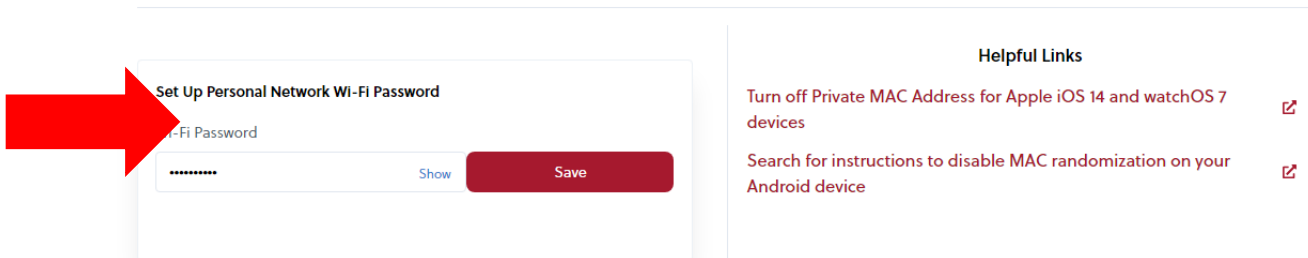 Set Up Personal Network Wi-Fi Password
-Fi Password
••••••••••
Show
Save
Helpful Links
Turn off Private MAC Address for Apple iOS 14 and watchOS 7
devices
Search for instructions to disable MAC randomization on your
Android device